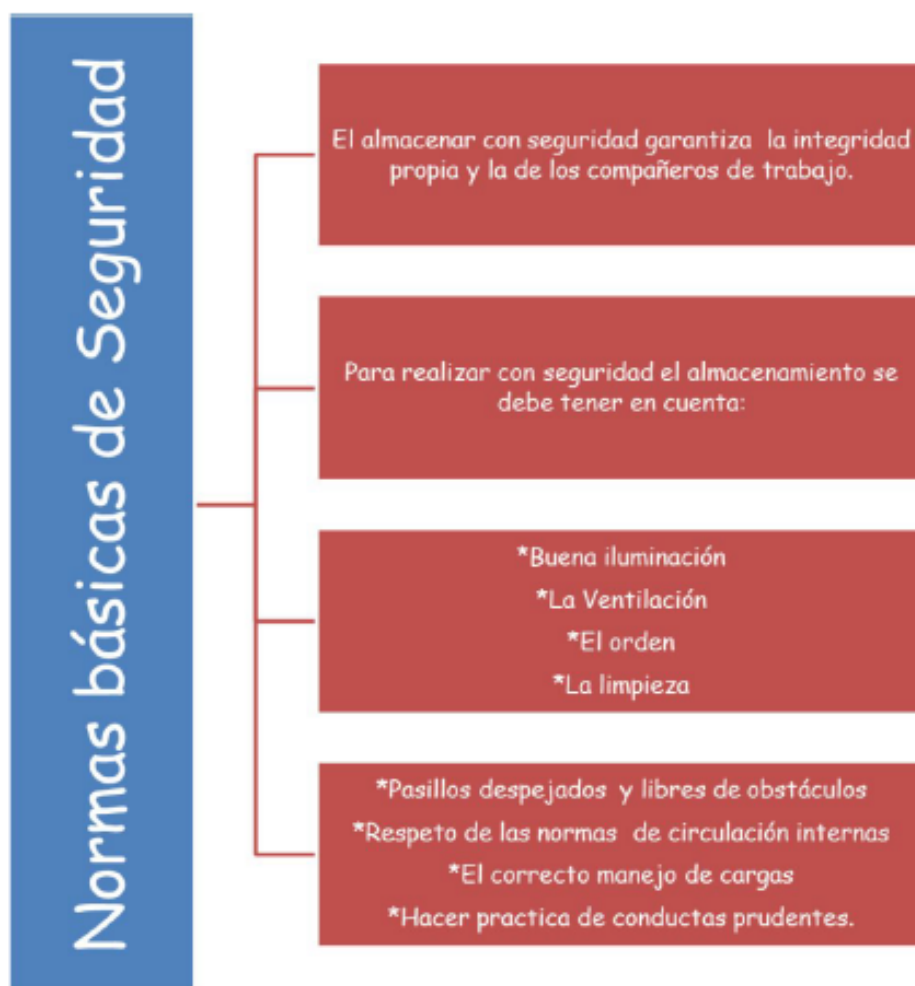 Normas básicas de Seguridad
El almacenar con seguridad garantiza la integridad
propia y la de los compañeros de trabajo.
Para realizar con seguridad el almacenamiento se
debe tener en cuenta:
*Buena iluminación
*La Ventilación
*El orden
*La limpieza
*Pasillos despejados y libres de obstáculos
*Respeto de las normas de circulación internas
*El correcto manejo de cargas
*Hacer practica de conductas prudentes.